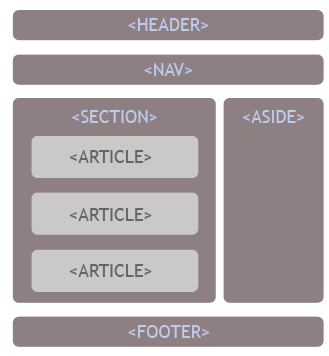 <HEADER>
<NAV>
<SECTION>
<ARTICLE>
<ARTICLE>
<ARTICLE>
<ASIDE>
<FOOTER>